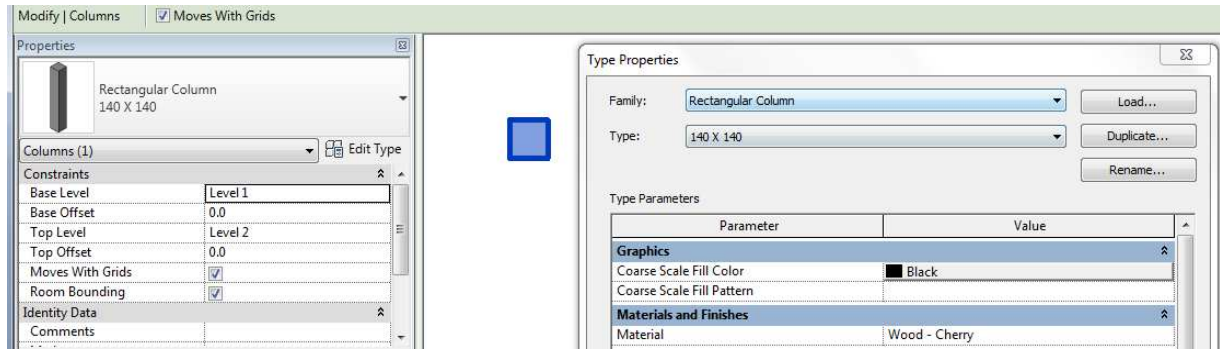 Modify | Columns Moves With Grids
Properties
Rectangular Column
140 X 140
Columns (1) Edit Type
Constraints
Base Level Level 1
Base Offset 0.0
Top Level Level 2
Top Offset 0.0
Moves With Grids
Room Bounding
Identity Data
Comments
Type Properties
Family: Rectangular Column Load...
Type: 140 X 140 Duplicate...
Rename...
Type Parameters
Parameter Value
Graphics
Coarse Scale Fill Color Black
Coarse Scale Fill Pattern
Materials and Finishes
Material Wood - Cherry